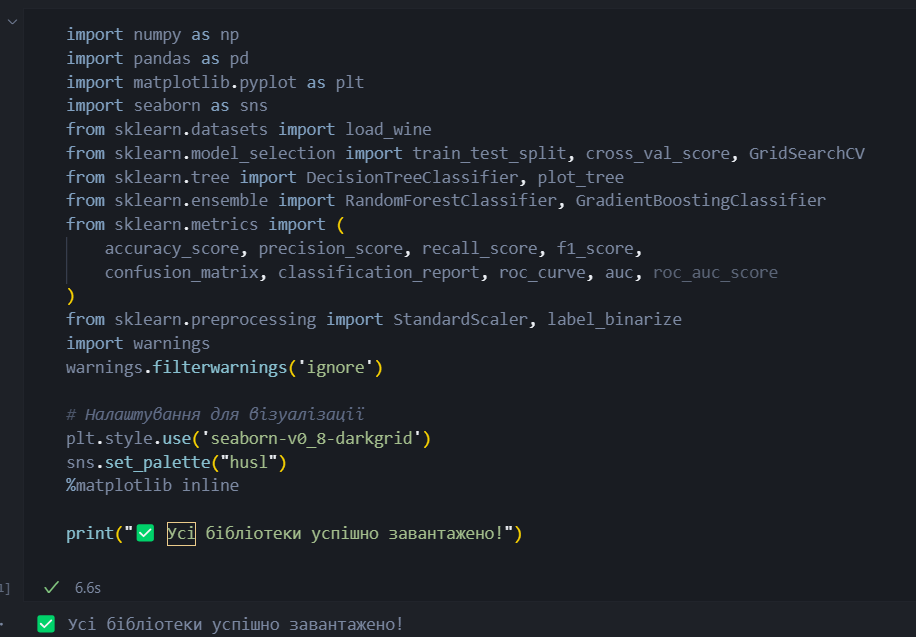 import numpy as np
import pandas as pd
import matplotlib.pyplot as plt
import seaborn as sns
from sklearn.datasets import load_wine
from sklearn.model_selection import train_test_split, cross_val_score, GridSearchCV
from sklearn.tree import DecisionTreeClassifier, plot_tree
from sklearn.ensemble import RandomForestClassifier, GradientBoostingClassifier
from sklearn.metrics import (
    accuracy_score, precision_score, recall_score, f1_score,
    confusion_matrix, classification_report, roc_curve, auc, roc_auc_score
)
from sklearn.preprocessing import StandardScaler, label_binarize
import warnings
warnings.filterwarnings('ignore')
# Налаштування для візуалізації
plt.style.use('seaborn-v0_8-darkgrid')
sns.set_palette("husl")
%matplotlib inline
print("✅ Усі бібліотеки успішно завантажено!")
1] ✓ 6.6s
✅ Усі бібліотеки успішно завантажено!